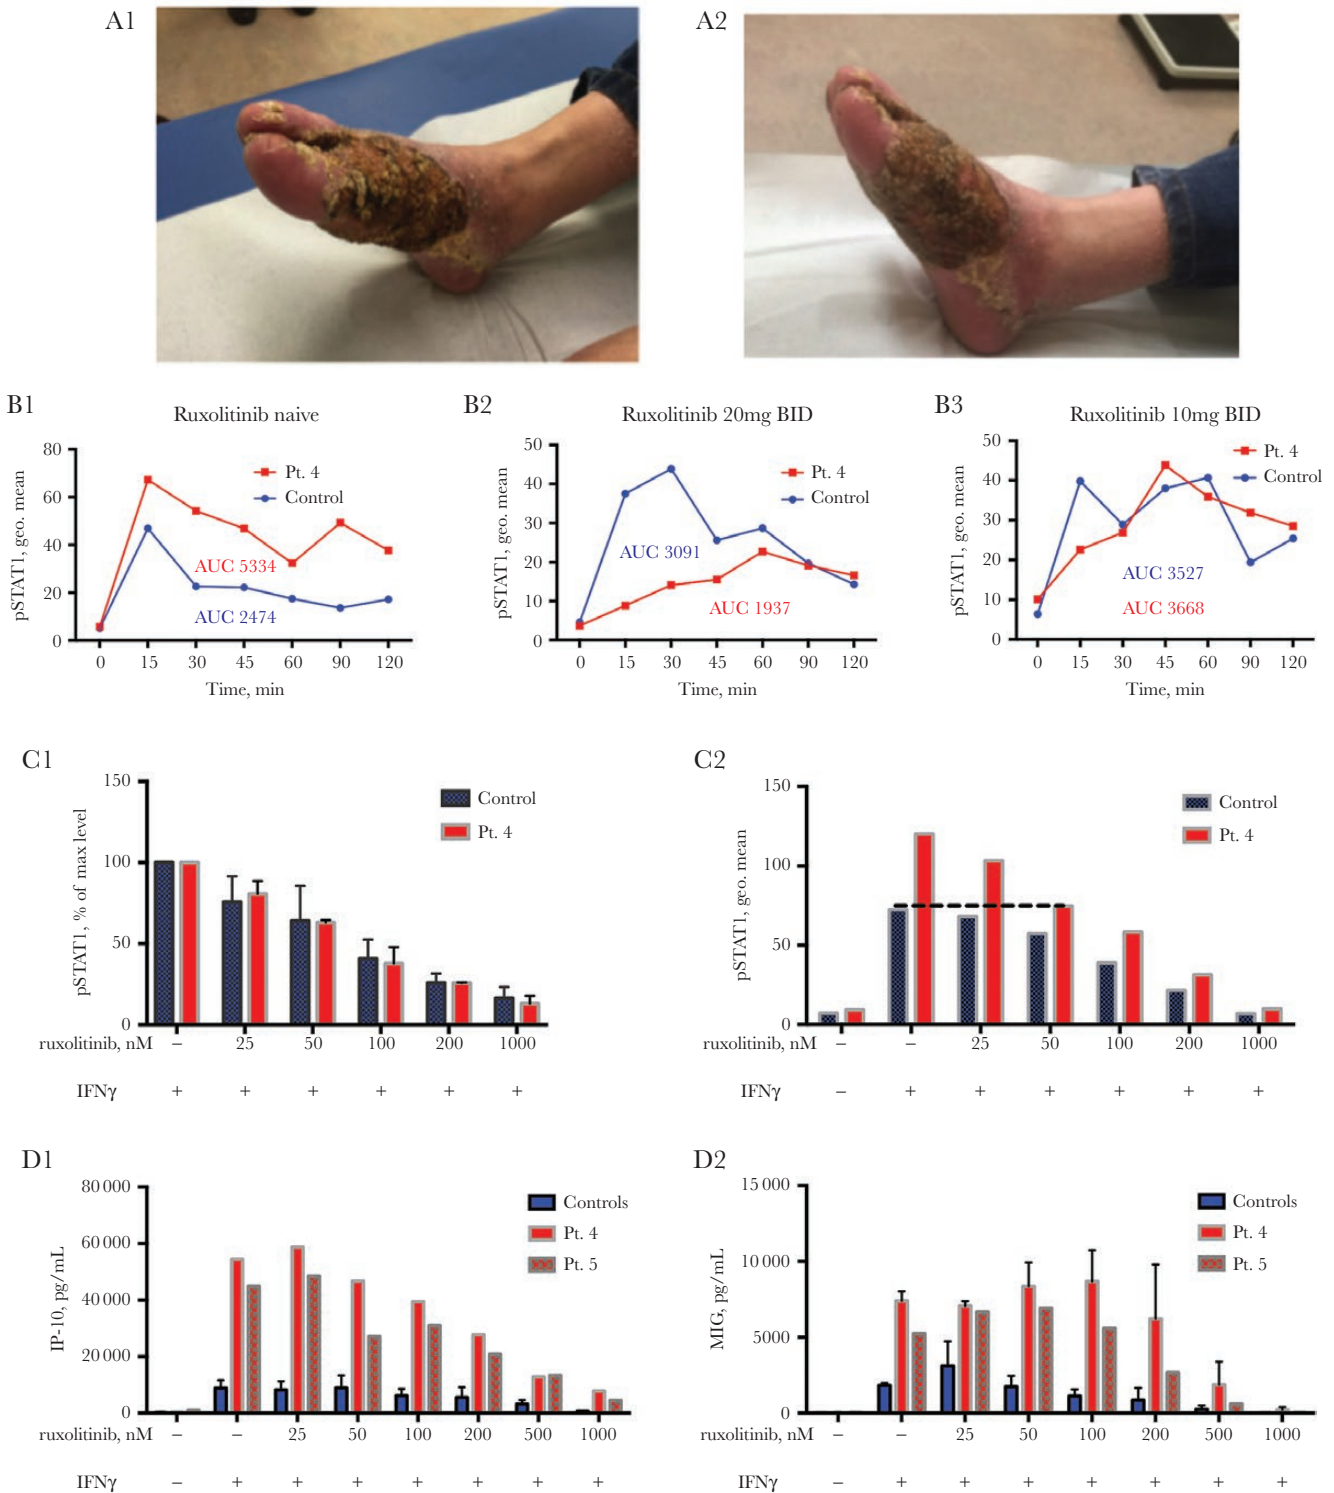 A1
A2
B1
Ruxolitinib naive
pSTAT1, geo. mean
80
60
40
20
0
Pt. 4
Control
AUC 5334
AUC 2474
0 15 30 45 60 90 120
Time, min
B2
Ruxolitinib 20mg BID
pSTAT1, geo. mean
50
40
30
20
10
0
Pt. 4
Control
AUC 3091
AUC 1937
0 15 30 45 60 90 120
Time, min
B3
Ruxolitinib 10mg BID
pSTAT1, geo. mean
50
40
30
20
10
0
Pt. 4
Control
AUC 3527
AUC 3668
0 15 30 45 60 90 120
Time, min
C1
pSTAT1, % of max level
150
100
50
0
Control
Pt. 4
ruxolitinib, nM – 25 50 100 200 1000
IFNγ + + + + + +
C2
pSTAT1, geo. mean
150
100
50
0
Control
Pt. 4
ruxolitinib, nM – – 25 50 100 200 1000
IFNγ – + + + + + +
D1
IP-10, pg/mL
80 000
60 000
40 000
20 000
0
Controls
Pt. 4
Pt. 5
ruxolitinib, nM – – 25 50 100 200 500 1000
IFNγ – + + + + + + +
D2
MIG, pg/mL
15 000
10 000
5000
0
Controls
Pt. 4
Pt. 5
ruxolitinib, nM – – 25 50 100 200 500 1000
IFNγ – + + + + + + +